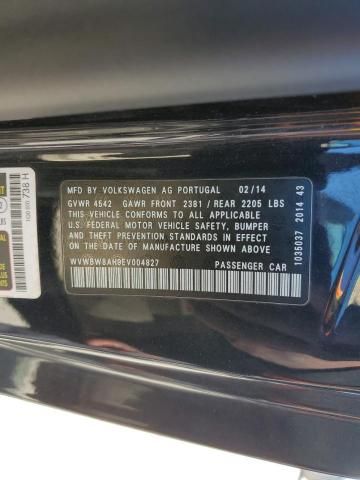 MFD BY VOLKSWAGEN AG PORTUGAL 02/14
GVWR 4542 GAWR FRONT 2381 / REAR 2205 LBS
THIS VEHICLE CONFORMS TO ALL APPLICABLE
U.S. FEDERAL MOTOR VEHICLE SAFETY, BUMPER
AND THEFT PREVENTION STANDARDS IN EFFECT
ON THE DATE OF MANUFACTURE SHOWN ABOVE
WVWBW8AH9EV004827 PASSENGER CAR
1035037 2014 43
738 H